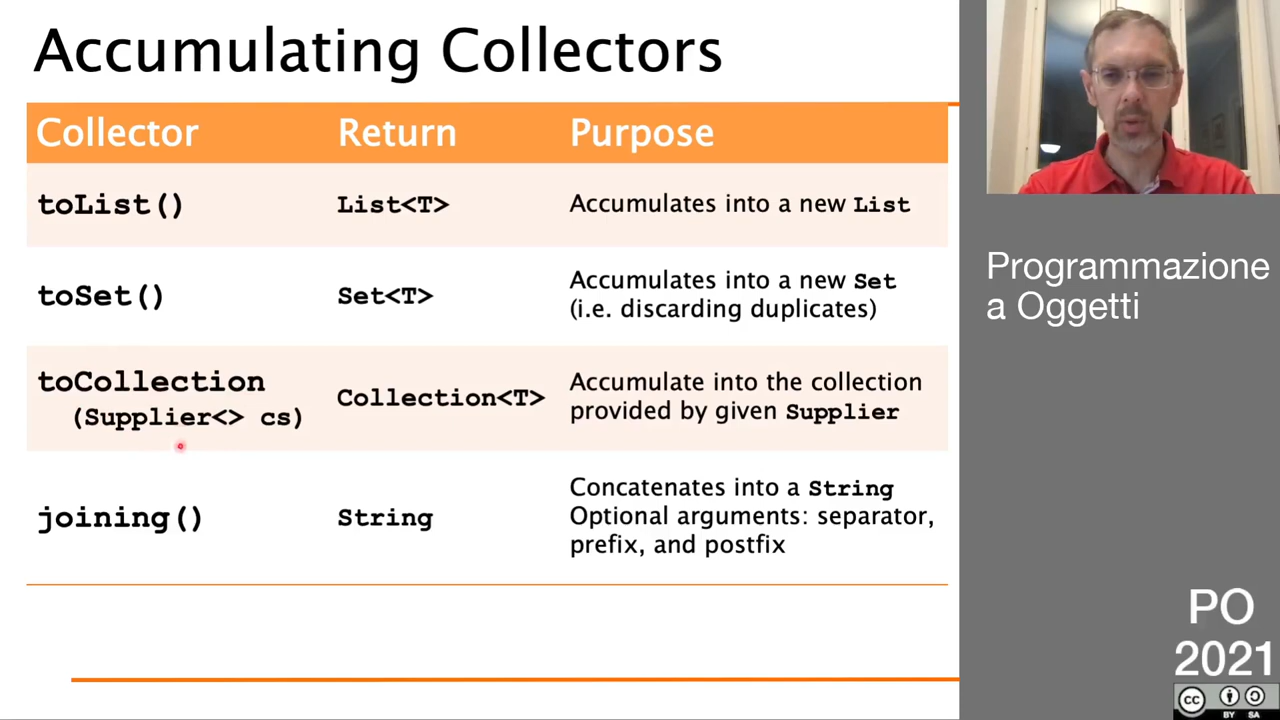 Accumulating Collectors
Collector Return Purpose
toList() List<T> Accumulates into a new List
toSet() Set<T> Accumulates into a new Set
(i.e. discarding duplicates)
toCollection
(Supplier<> cs) Collection<T> Accumulate into the collection
provided by given Supplier
joining() String Concatenates into a String
Optional arguments: separator,
prefix, and postfix
Programmazione
a Oggetti
PO
2021
cc
BY SA